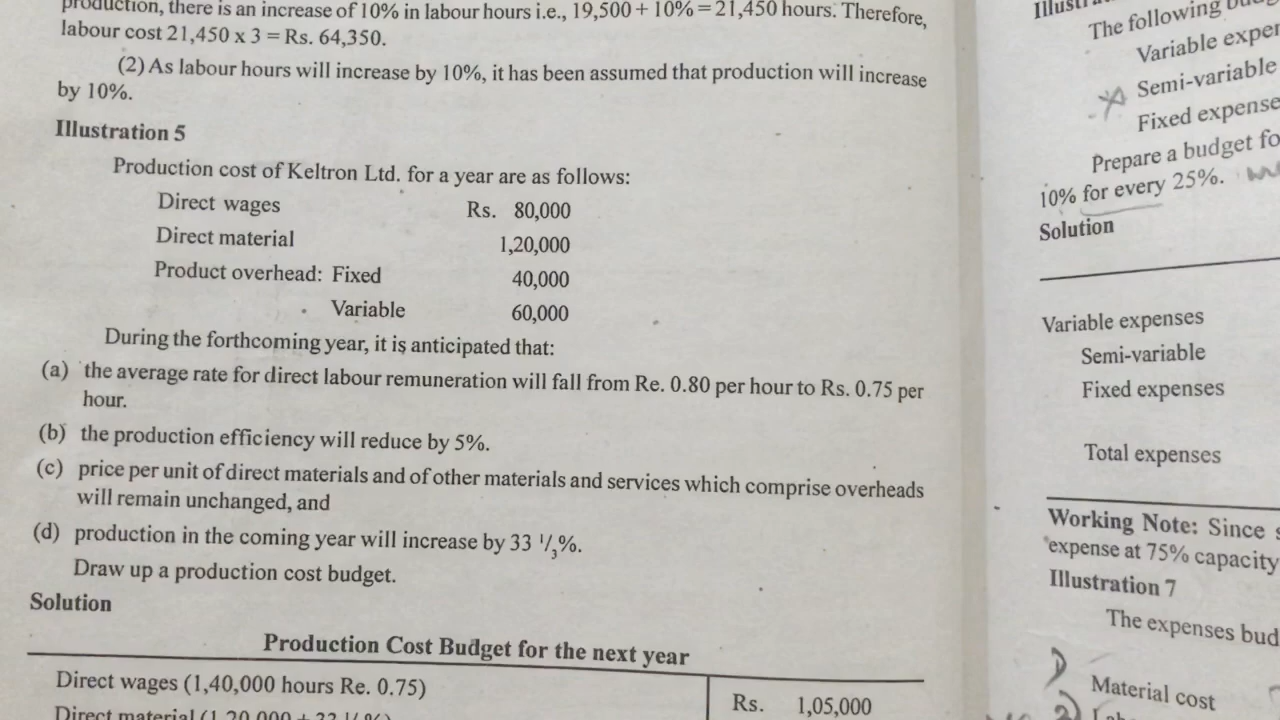 production, there is an increase of 10% in labour hours i.e., 19,500 + 10% = 21,450 hours. Therefore,
labour cost 21,450 x 3 = Rs. 64,350.
(2) As labour hours will increase by 10%, it has been assumed that production will increase
by 10%.
Illustration 5
Production cost of Keltron Ltd. for a year are as follows:
Direct wages Rs. 80,000
Direct material 1,20,000
Product overhead: Fixed 40,000
Variable 60,000
During the forthcoming year, it is anticipated that:
(a) the average rate for direct labour remuneration will fall from Re. 0.80 per hour to Rs. 0.75 per
hour.
(b) the production efficiency will reduce by 5%.
(c) price per unit of direct materials and of other materials and services which comprise overheads
will remain unchanged, and
(d) production in the coming year will increase by 33 1/3%.
Draw up a production cost budget.
Solution
Production Cost Budget for the next year
Direct wages (1,40,000 hours Re. 0.75) Rs. 1,05,000
Direct material
The following
Variable
Semi-variable
Fixed expense
Prepare a budget fo
10% for every 25%.
Solution
Variable expenses
Semi-variable
Fixed expenses
Total expenses
Working Note: Since
expense at 75% capacity
Illustration 7
The expenses bud
Material cost